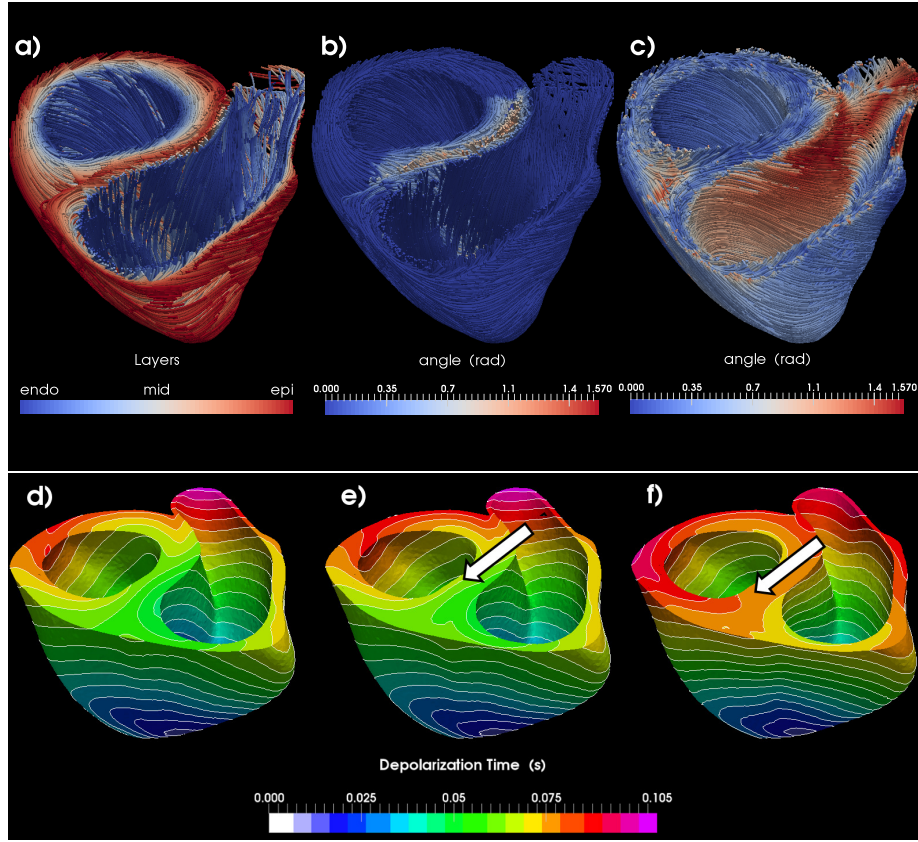 a) b) c)
Layers angle (rad) angle (rad)
endo mid epi
0.000 0.35 0.7 1.1 1.4 1.570
0.000 0.35 0.7 1.1 1.4 1.570
d) e) f)
Depolarization Time (s)
0.000 0.025 0.05 0.075 0.105